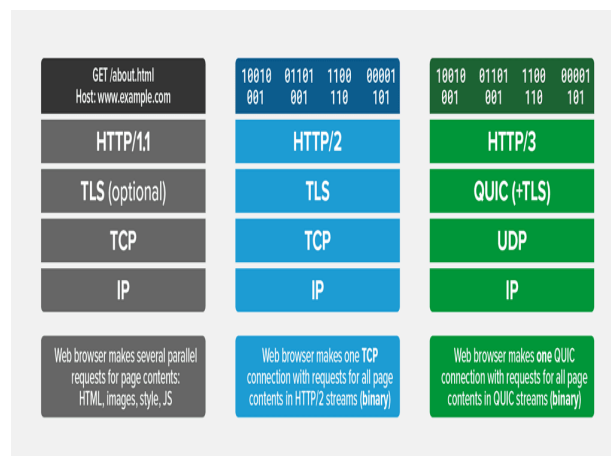 GET /about.html
Host: www.example.com
HTTP/1.1
TLS (optional)
TCP
IP
Web browser makes several parallel
requests for page contents:
HTML, images, style, JS
10010 01101 1100 00001
001 001 110 101
HTTP/2
TLS
TCP
IP
Web browser makes one TCP
connection with requests for all page
contents in HTTP/2 streams (binary)
10010 01101 1100 00001
001 001 110 101
HTTP/3
QUIC (+TLS)
UDP
IP
Web browser makes one QUIC
connection with requests for all page
contents in QUIC streams (binary)